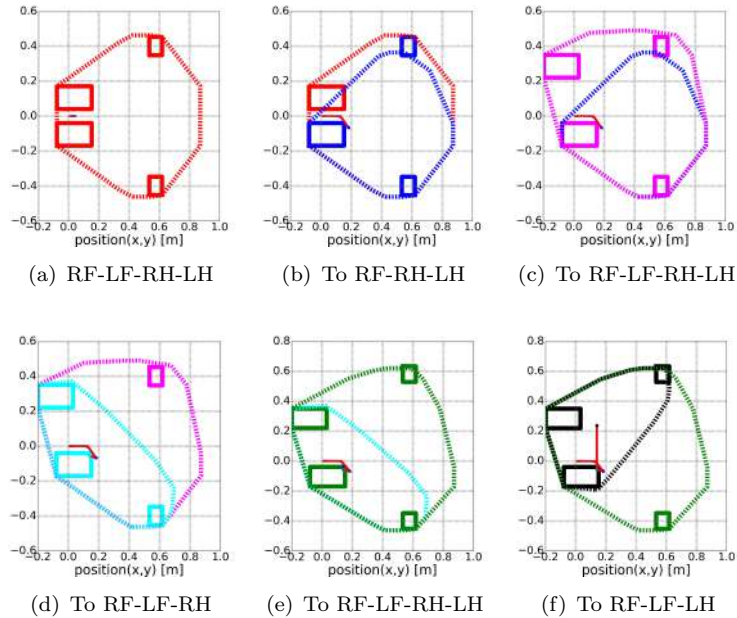 0.6 0.6 0.6
0.4 0.4 0.4
0.2 0.2 0.2
0.0 0.0 0.0
−0.2 −0.2 −0.2
−0.4 −0.4 −0.4
−0.6 −0.6 −0.6
−0.2 0.0 0.2 0.4 0.6 0.8 1.0 −0.2 0.0 0.2 0.4 0.6 0.8 1.0 −0.2 0.0 0.2 0.4 0.6 0.8 1.0
position(x,y) [m] position(x,y) [m] position(x,y) [m]
(a) RF-LF-RH-LH (b) To RF-RH-LH (c) To RF-LF-RH-LH
0.6 0.8 0.8
0.4 0.6 0.6
0.2 0.4 0.4
0.0 0.2 0.2
−0.2 0.0 0.0
−0.4 −0.2 −0.2
−0.6 −0.4 −0.4
−0.6 −0.6
−0.2 0.0 0.2 0.4 0.6 0.8 1.0 −0.2 0.0 0.2 0.4 0.6 0.8 1.0 −0.2 0.0 0.2 0.4 0.6 0.8 1.0
position(x,y) [m] position(x,y) [m] position(x,y) [m]
(d) To RF-LF-RH (e) To RF-LF-RH-LH (f) To RF-LF-LH